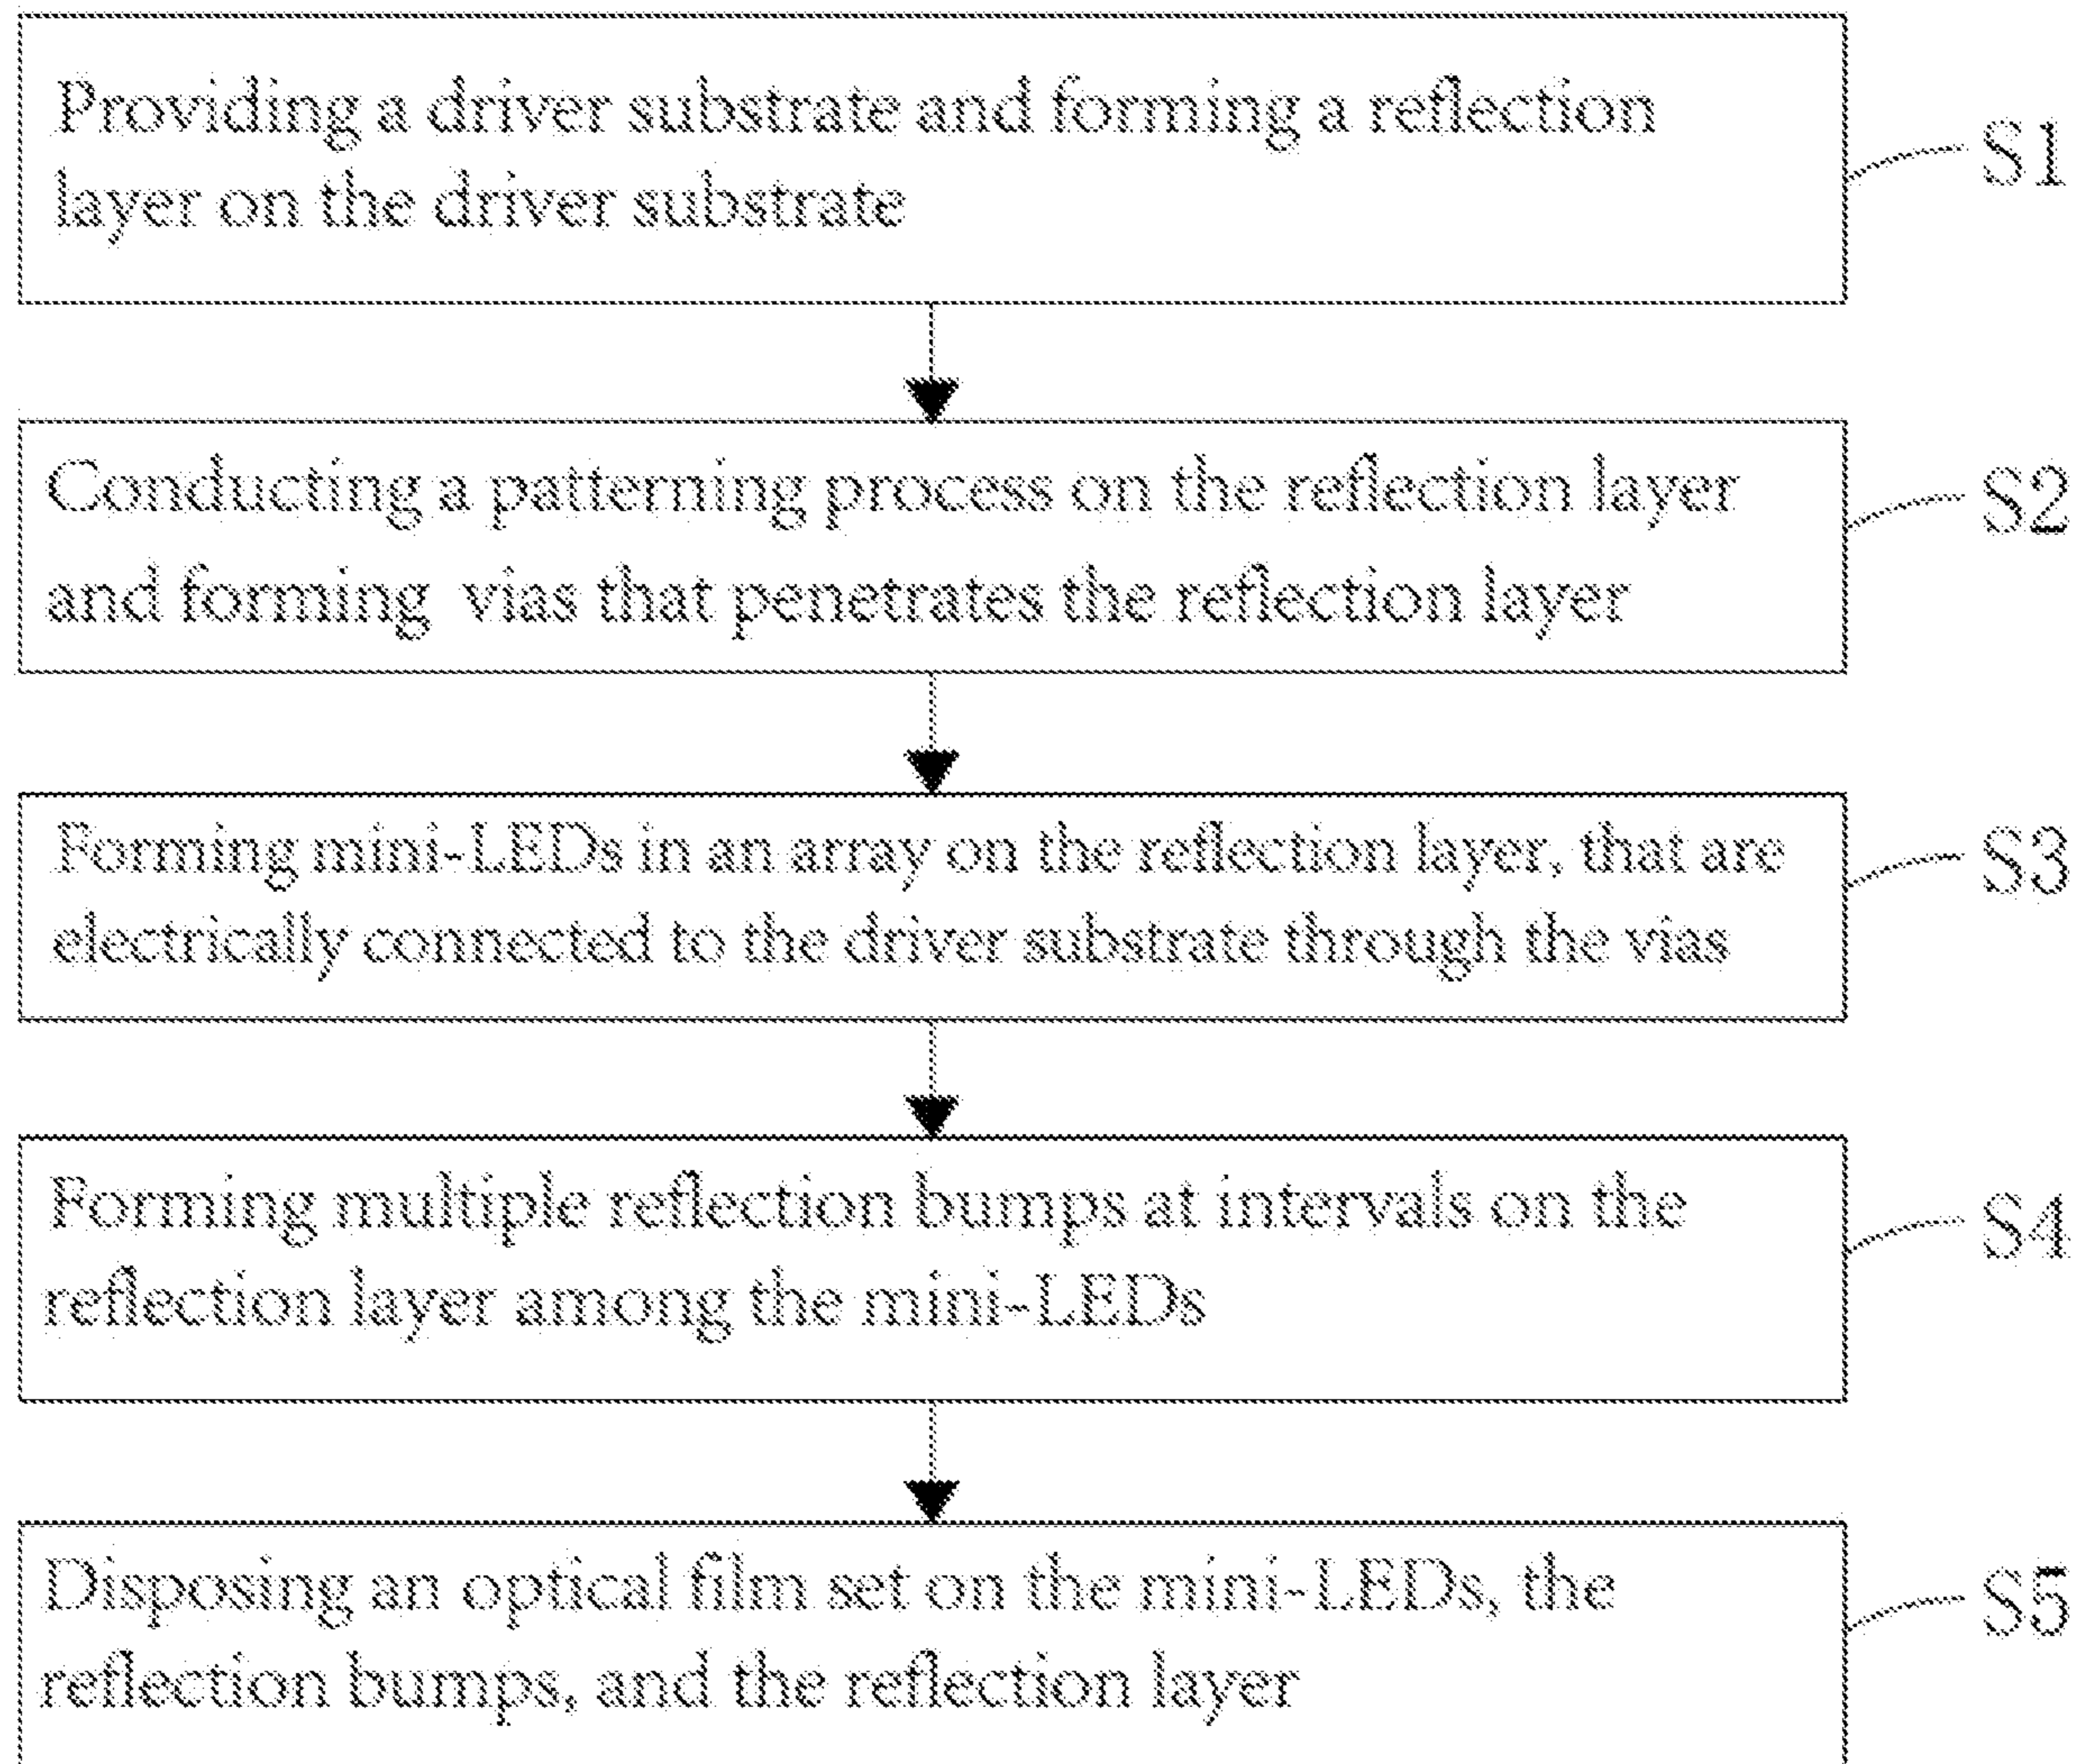 Providing a driver substrate and forming a reflection
layer on the driver substrate
S1
Conducting a patterning process on the reflection layer
and forming vias that penetrates the reflection layer
S2
Forming mini-LEDs in an array on the reflection layer, that are
electrically connected to the driver substrate through the vias
S3
Forming multiple reflection bumps at intervals on the
reflection layer among the mini-LEDs
S4
Disposing an optical film set on the mini-LEDs, the
reflection bumps, and the reflection layer
S5